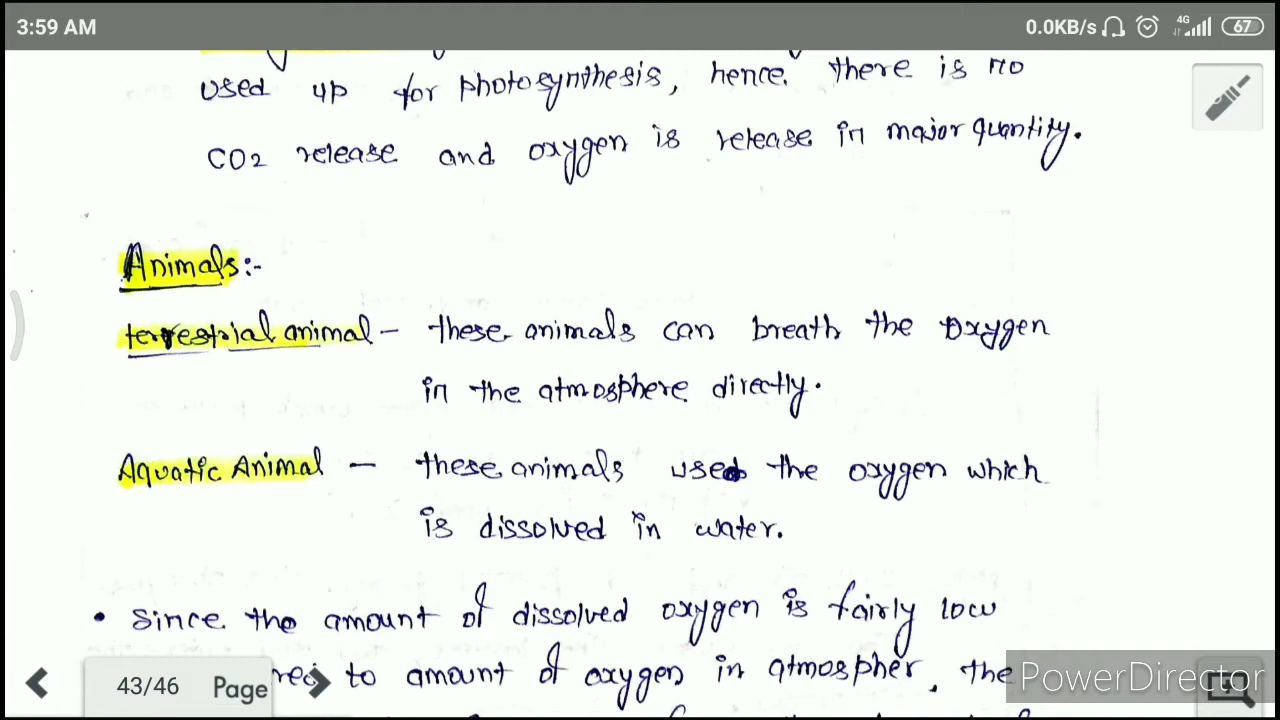 3:59 AM 0.0KB/s 4G 67
used up for photosynthesis, hence there is no
CO2 release and oxygen is release in major quantity.
Animals:-
terrestrial animal - these animals can breath the oxygen
in the atmosphere directly.
Aquatic Animal - these animals use the oxygen which
is dissolved in water.
• Since the amount of dissolved oxygen is fairly low
to amount of oxygen in atmospher, the
43/46 Page
PowerDirector